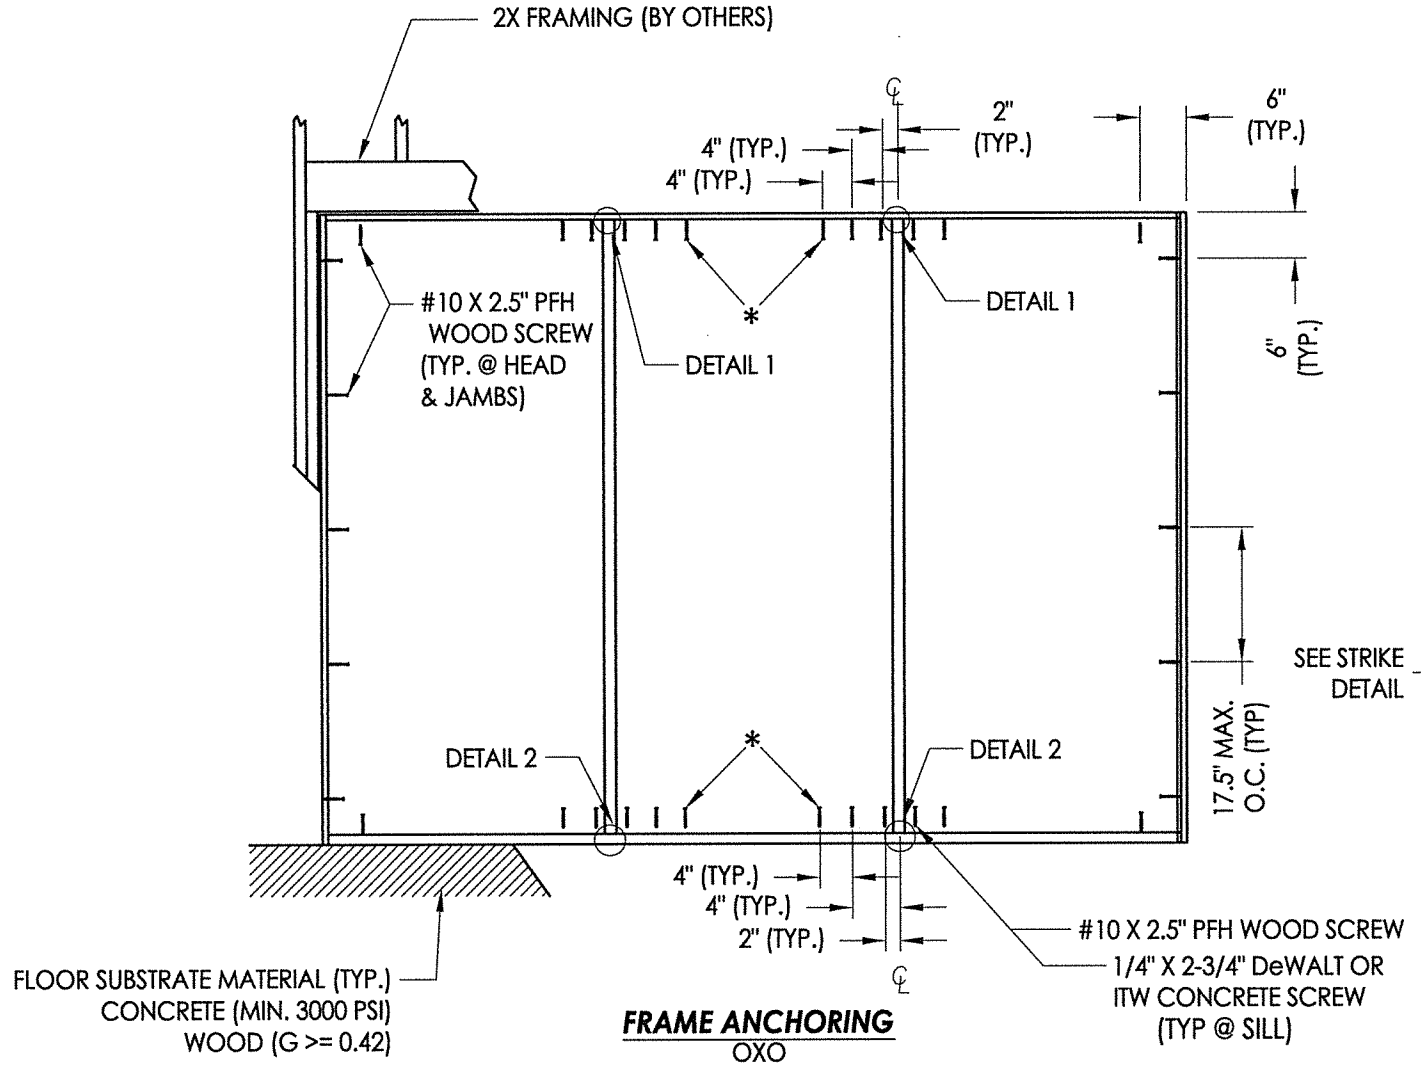 2X FRAMING (BY OTHERS)
℄
2"
(TYP.)
6"
(TYP.)
4" (TYP.)
4" (TYP.)
#10 X 2.5" PFH
WOOD SCREW
(TYP. @ HEAD
& JAMBS)
*
DETAIL 1
DETAIL 1
6"
(TYP.)
SEE STRIKE
DETAIL
17.5" MAX.
O.C. (TYP)
*
DETAIL 2
DETAIL 2
4" (TYP.)
4" (TYP.)
2" (TYP.)
℄
#10 X 2.5" PFH WOOD SCREW
1/4" X 2-3/4" DeWALT OR
ITW CONCRETE SCREW
(TYP @ SILL)
FLOOR SUBSTRATE MATERIAL (TYP.)
CONCRETE (MIN. 3000 PSI)
WOOD (G >= 0.42)
FRAME ANCHORING
OXO